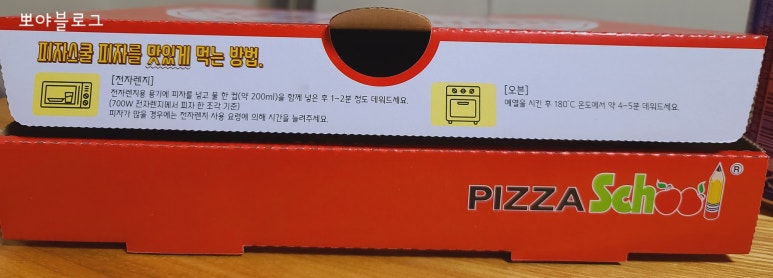 뽀야블로그
피자스쿨 피자를 맛있게 먹는 방법.
[전자렌지]
전자렌지용 용기에 피자를 넣고 물 한 컵(약 200ml)을 함께 넣은 후 1~2분 정도 데워드세요.
(700W 전자렌지에서 피자 한 조각 기준)
피자가 많을 경우에는 전자렌지 사용 요령에 의해 시간을 늘려주세요.
[오븐]
예열을 시킨 후 180˚C 온도에서 약 4~5분 데워드세요.
PIZZA School ®